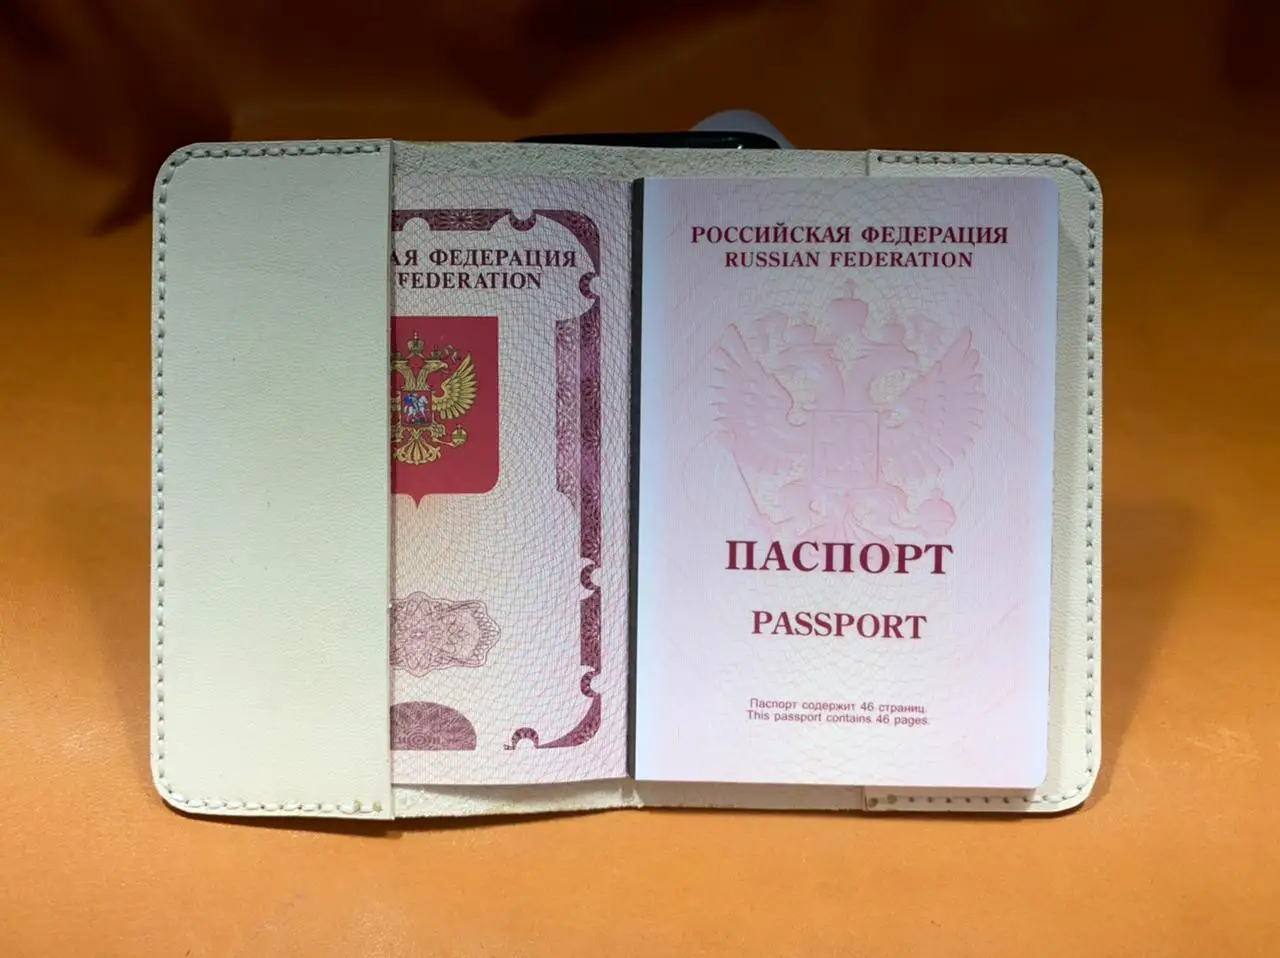 АЯ ФЕДЕРАЦИЯ
FEDERATION
РОССИЙСКАЯ ФЕДЕРАЦИЯ
RUSSIAN FEDERATION
ПАСПОРТ
PASSPORT
Паспорт содержит 46 страниц.
This passport contains 46 pages.